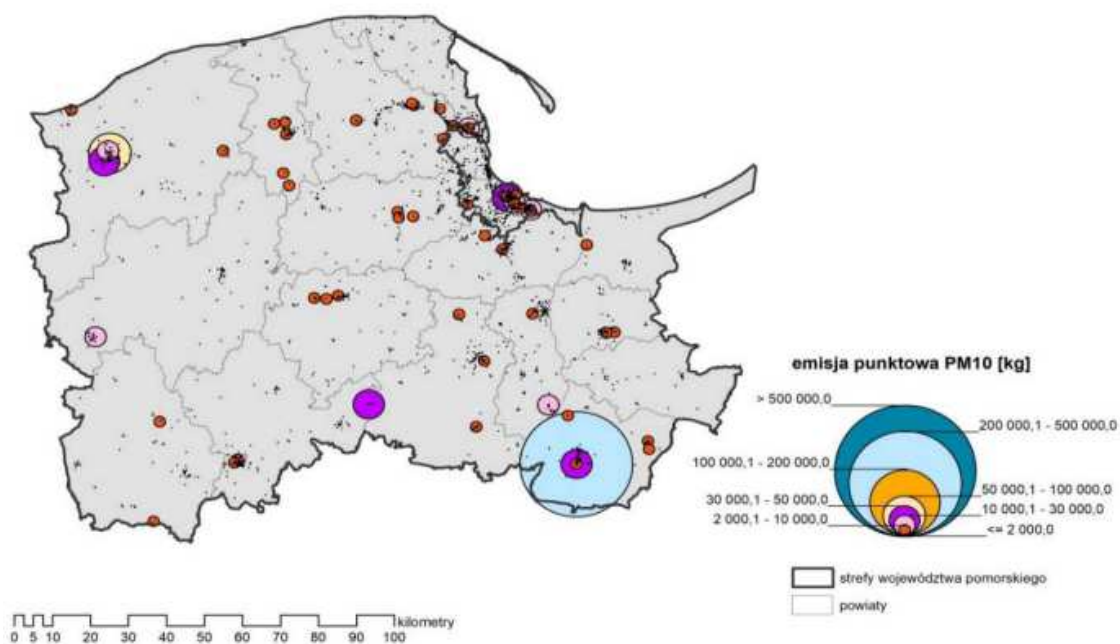 emisja punktowa PM10 [kg]
> 500 000,0
200 000,1 - 500 000,0
100 000,1 - 200 000,0
50 000,1 - 100 000,0
30 000,1 - 50 000,0
10 000,1 - 30 000,0
2 000,1 - 10 000,0
<= 2 000,0
strefy województwa pomorskiego
powiaty
kilometry
0 5 10 20 30 40 50 60 70 80 90 100